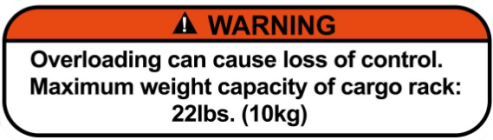 WARNING
Overloading can cause loss of control.
Maximum weight capacity of cargo rack:
22lbs. (10kg)